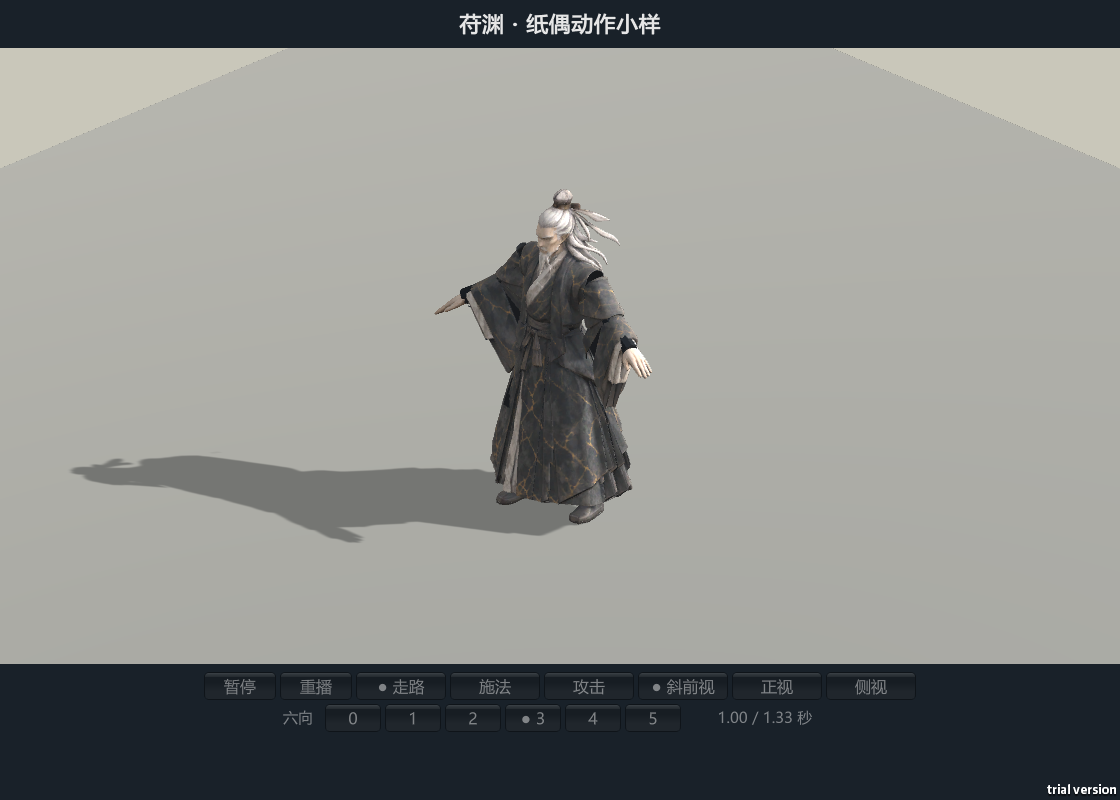 苻渊 · 纸偶动作小样
暂停 重播 ● 走路 施法 攻击 ● 斜前视 正视 侧视
六向 0 1 2 ● 3 4 5 1.00 / 1.33 秒
trial version